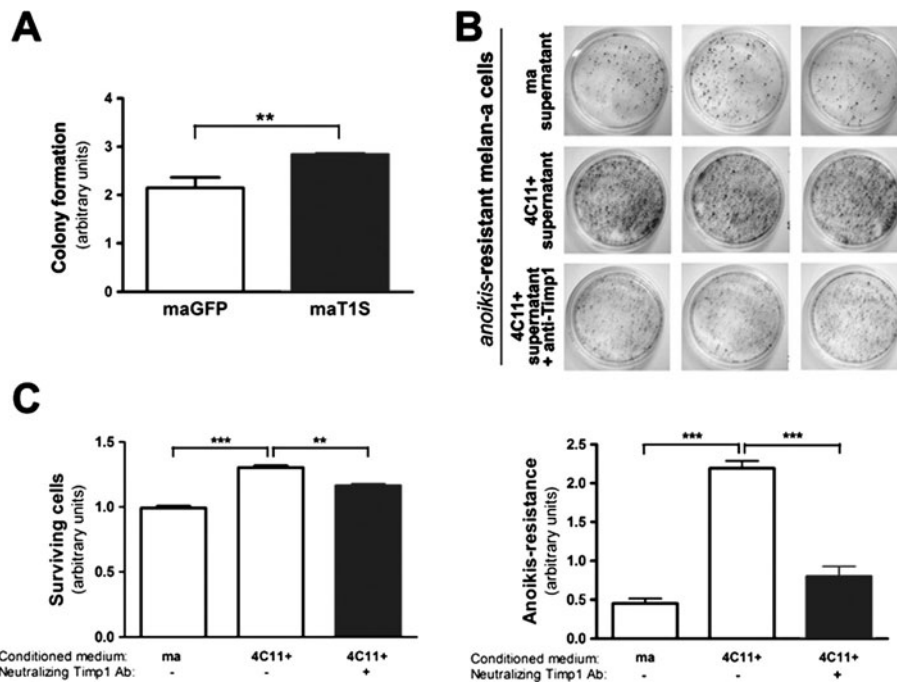 A
Colony formation
(arbitrary units)
4
3
2
1
0
**
maGFP
maT1S
B
anoikis-resistant melan-a cells
ma
supernatant
4C11+
supernatant
4C11+
supernatant
+ anti-Timp1
C
Surviving cells
(arbitrary units)
1.5
1.0
0.5
0.0
***
**
Conditioned medium: ma 4C11+ 4C11+
Neutralizing Timp1 Ab: - - +
Anoikis-resistance
(arbitrary units)
2.5
2.0
1.5
1.0
0.5
0.0
***
***
Conditioned medium: ma 4C11+ 4C11+
Neutralizing Timp1 Ab: - - +